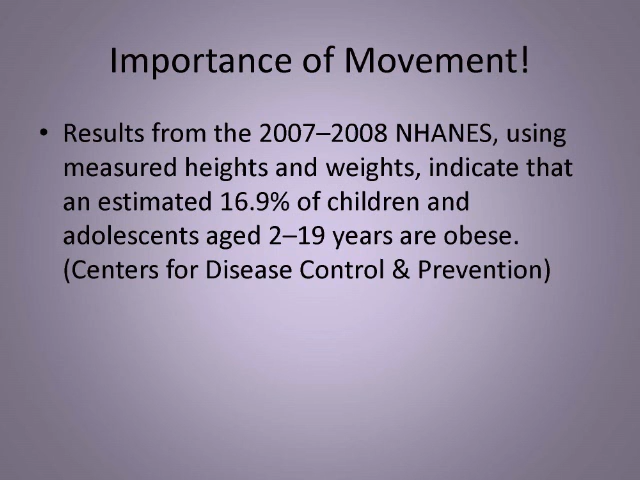 Importance of Movement!
• Results from the 2007–2008 NHANES, using
measured heights and weights, indicate that
an estimated 16.9% of children and
adolescents aged 2–19 years are obese.
(Centers for Disease Control & Prevention)